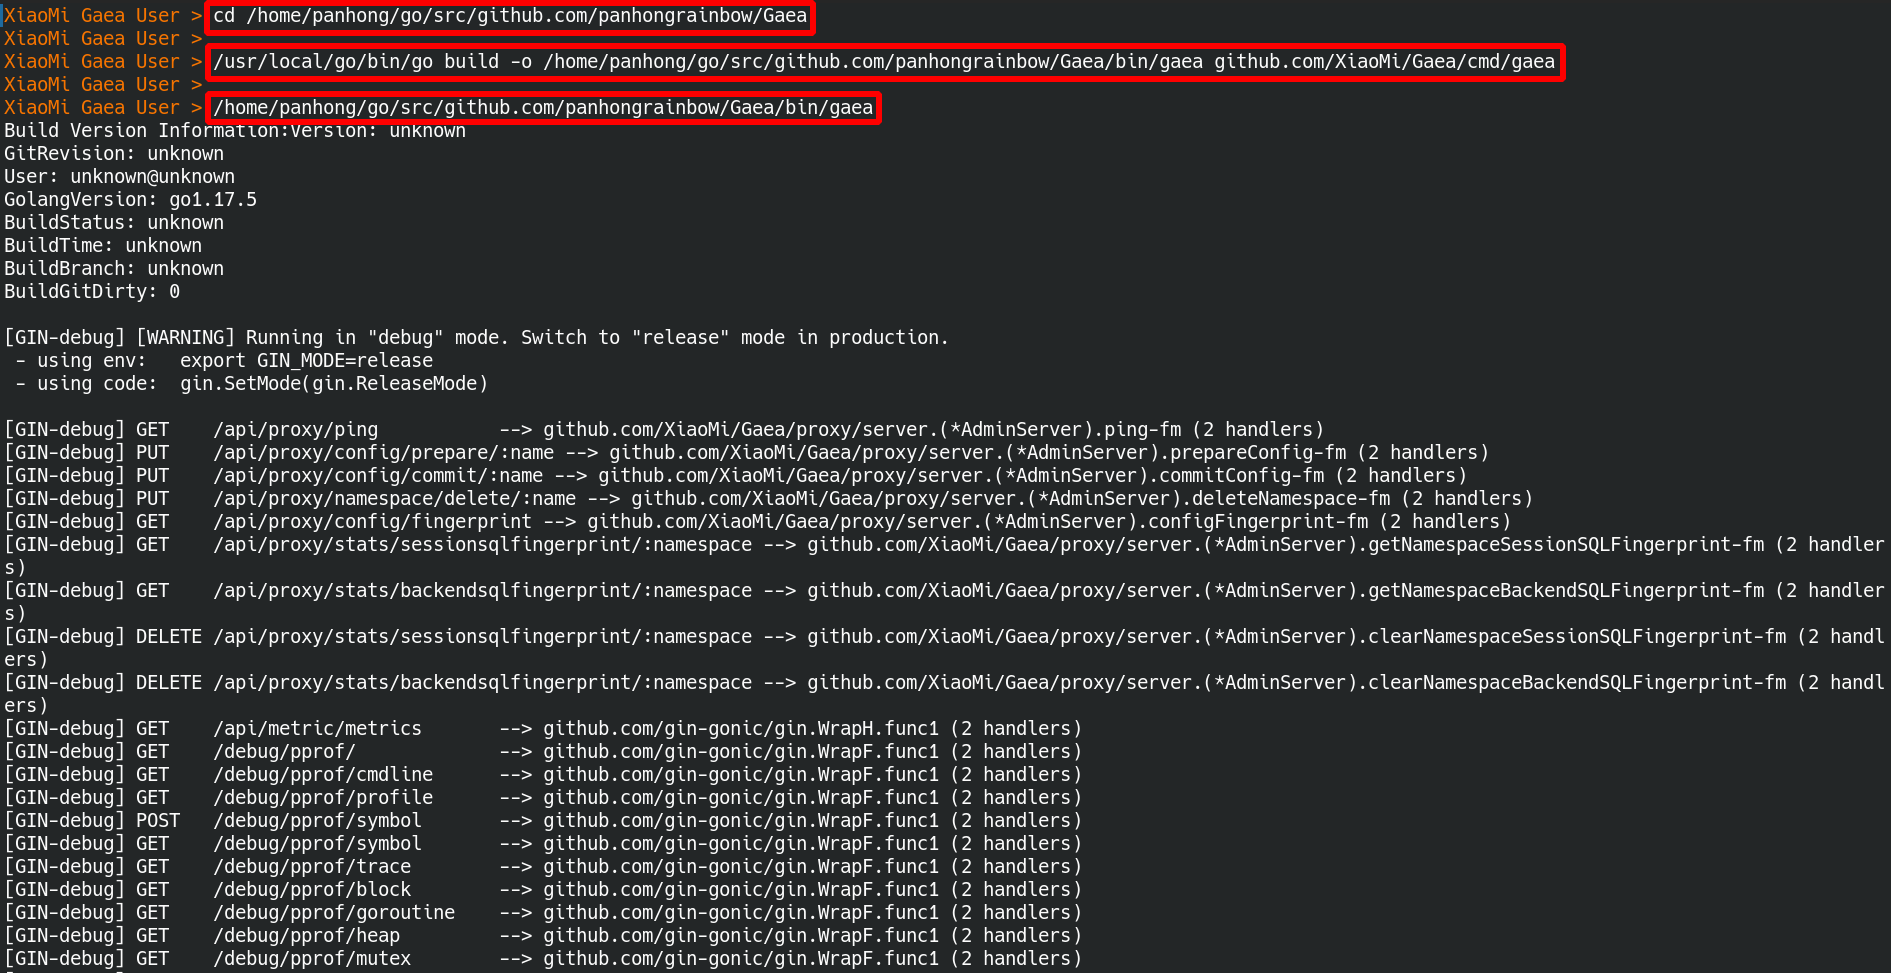 XiaoMi Gaea User > cd /home/panhong/go/src/github.com/panhongrainbow/Gaea
XiaoMi Gaea User >
XiaoMi Gaea User > /usr/local/go/bin/go build -o /home/panhong/go/src/github.com/panhongrainbow/Gaea/bin/gaea github.com/XiaoMi/Gaea/cmd/gaea
XiaoMi Gaea User >
XiaoMi Gaea User > /home/panhong/go/src/github.com/panhongrainbow/Gaea/bin/gaea
Build Version Information:Version: unknown
GitRevision: unknown
User: unknown@unknown
GolangVersion: go1.17.5
BuildStatus: unknown
BuildTime: unknown
BuildBranch: unknown
BuildGitDirty: 0
[GIN-debug] [WARNING] Running in "debug" mode. Switch to "release" mode in production.
 - using env:   export GIN_MODE=release
 - using code:  gin.SetMode(gin.ReleaseMode)
[GIN-debug] GET    /api/proxy/ping           --> github.com/XiaoMi/Gaea/proxy/server.(*AdminServer).ping-fm (2 handlers)
[GIN-debug] PUT    /api/proxy/config/prepare/:name --> github.com/XiaoMi/Gaea/proxy/server.(*AdminServer).prepareConfig-fm (2 handlers)
[GIN-debug] PUT    /api/proxy/config/commit/:name --> github.com/XiaoMi/Gaea/proxy/server.(*AdminServer).commitConfig-fm (2 handlers)
[GIN-debug] PUT    /api/proxy/namespace/delete/:name --> github.com/XiaoMi/Gaea/proxy/server.(*AdminServer).deleteNamespace-fm (2 handlers)
[GIN-debug] GET    /api/proxy/config/fingerprint --> github.com/XiaoMi/Gaea/proxy/server.(*AdminServer).configFingerprint-fm (2 handlers)
[GIN-debug] GET    /api/proxy/stats/sessionsqlfingerprint/:namespace --> github.com/XiaoMi/Gaea/proxy/server.(*AdminServer).getNamespaceSessionSQLFingerprint-fm (2 handler
s)
[GIN-debug] GET    /api/proxy/stats/backendsqlfingerprint/:namespace --> github.com/XiaoMi/Gaea/proxy/server.(*AdminServer).getNamespaceBackendSQLFingerprint-fm (2 handler
s)
[GIN-debug] DELETE /api/proxy/stats/sessionsqlfingerprint/:namespace --> github.com/XiaoMi/Gaea/proxy/server.(*AdminServer).clearNamespaceSessionSQLFingerprint-fm (2 handl
ers)
[GIN-debug] DELETE /api/proxy/stats/backendsqlfingerprint/:namespace --> github.com/XiaoMi/Gaea/proxy/server.(*AdminServer).clearNamespaceBackendSQLFingerprint-fm (2 handl
ers)
[GIN-debug] GET    /api/metric/metrics       --> github.com/gin-gonic/gin.WrapH.func1 (2 handlers)
[GIN-debug] GET    /debug/pprof/             --> github.com/gin-gonic/gin.WrapF.func1 (2 handlers)
[GIN-debug] GET    /debug/pprof/cmdline      --> github.com/gin-gonic/gin.WrapF.func1 (2 handlers)
[GIN-debug] GET    /debug/pprof/profile      --> github.com/gin-gonic/gin.WrapF.func1 (2 handlers)
[GIN-debug] POST   /debug/pprof/symbol       --> github.com/gin-gonic/gin.WrapF.func1 (2 handlers)
[GIN-debug] GET    /debug/pprof/symbol       --> github.com/gin-gonic/gin.WrapF.func1 (2 handlers)
[GIN-debug] GET    /debug/pprof/trace        --> github.com/gin-gonic/gin.WrapF.func1 (2 handlers)
[GIN-debug] GET    /debug/pprof/block        --> github.com/gin-gonic/gin.WrapF.func1 (2 handlers)
[GIN-debug] GET    /debug/pprof/goroutine    --> github.com/gin-gonic/gin.WrapF.func1 (2 handlers)
[GIN-debug] GET    /debug/pprof/heap         --> github.com/gin-gonic/gin.WrapF.func1 (2 handlers)
[GIN-debug] GET    /debug/pprof/mutex        --> github.com/gin-gonic/gin.WrapF.func1 (2 handlers)